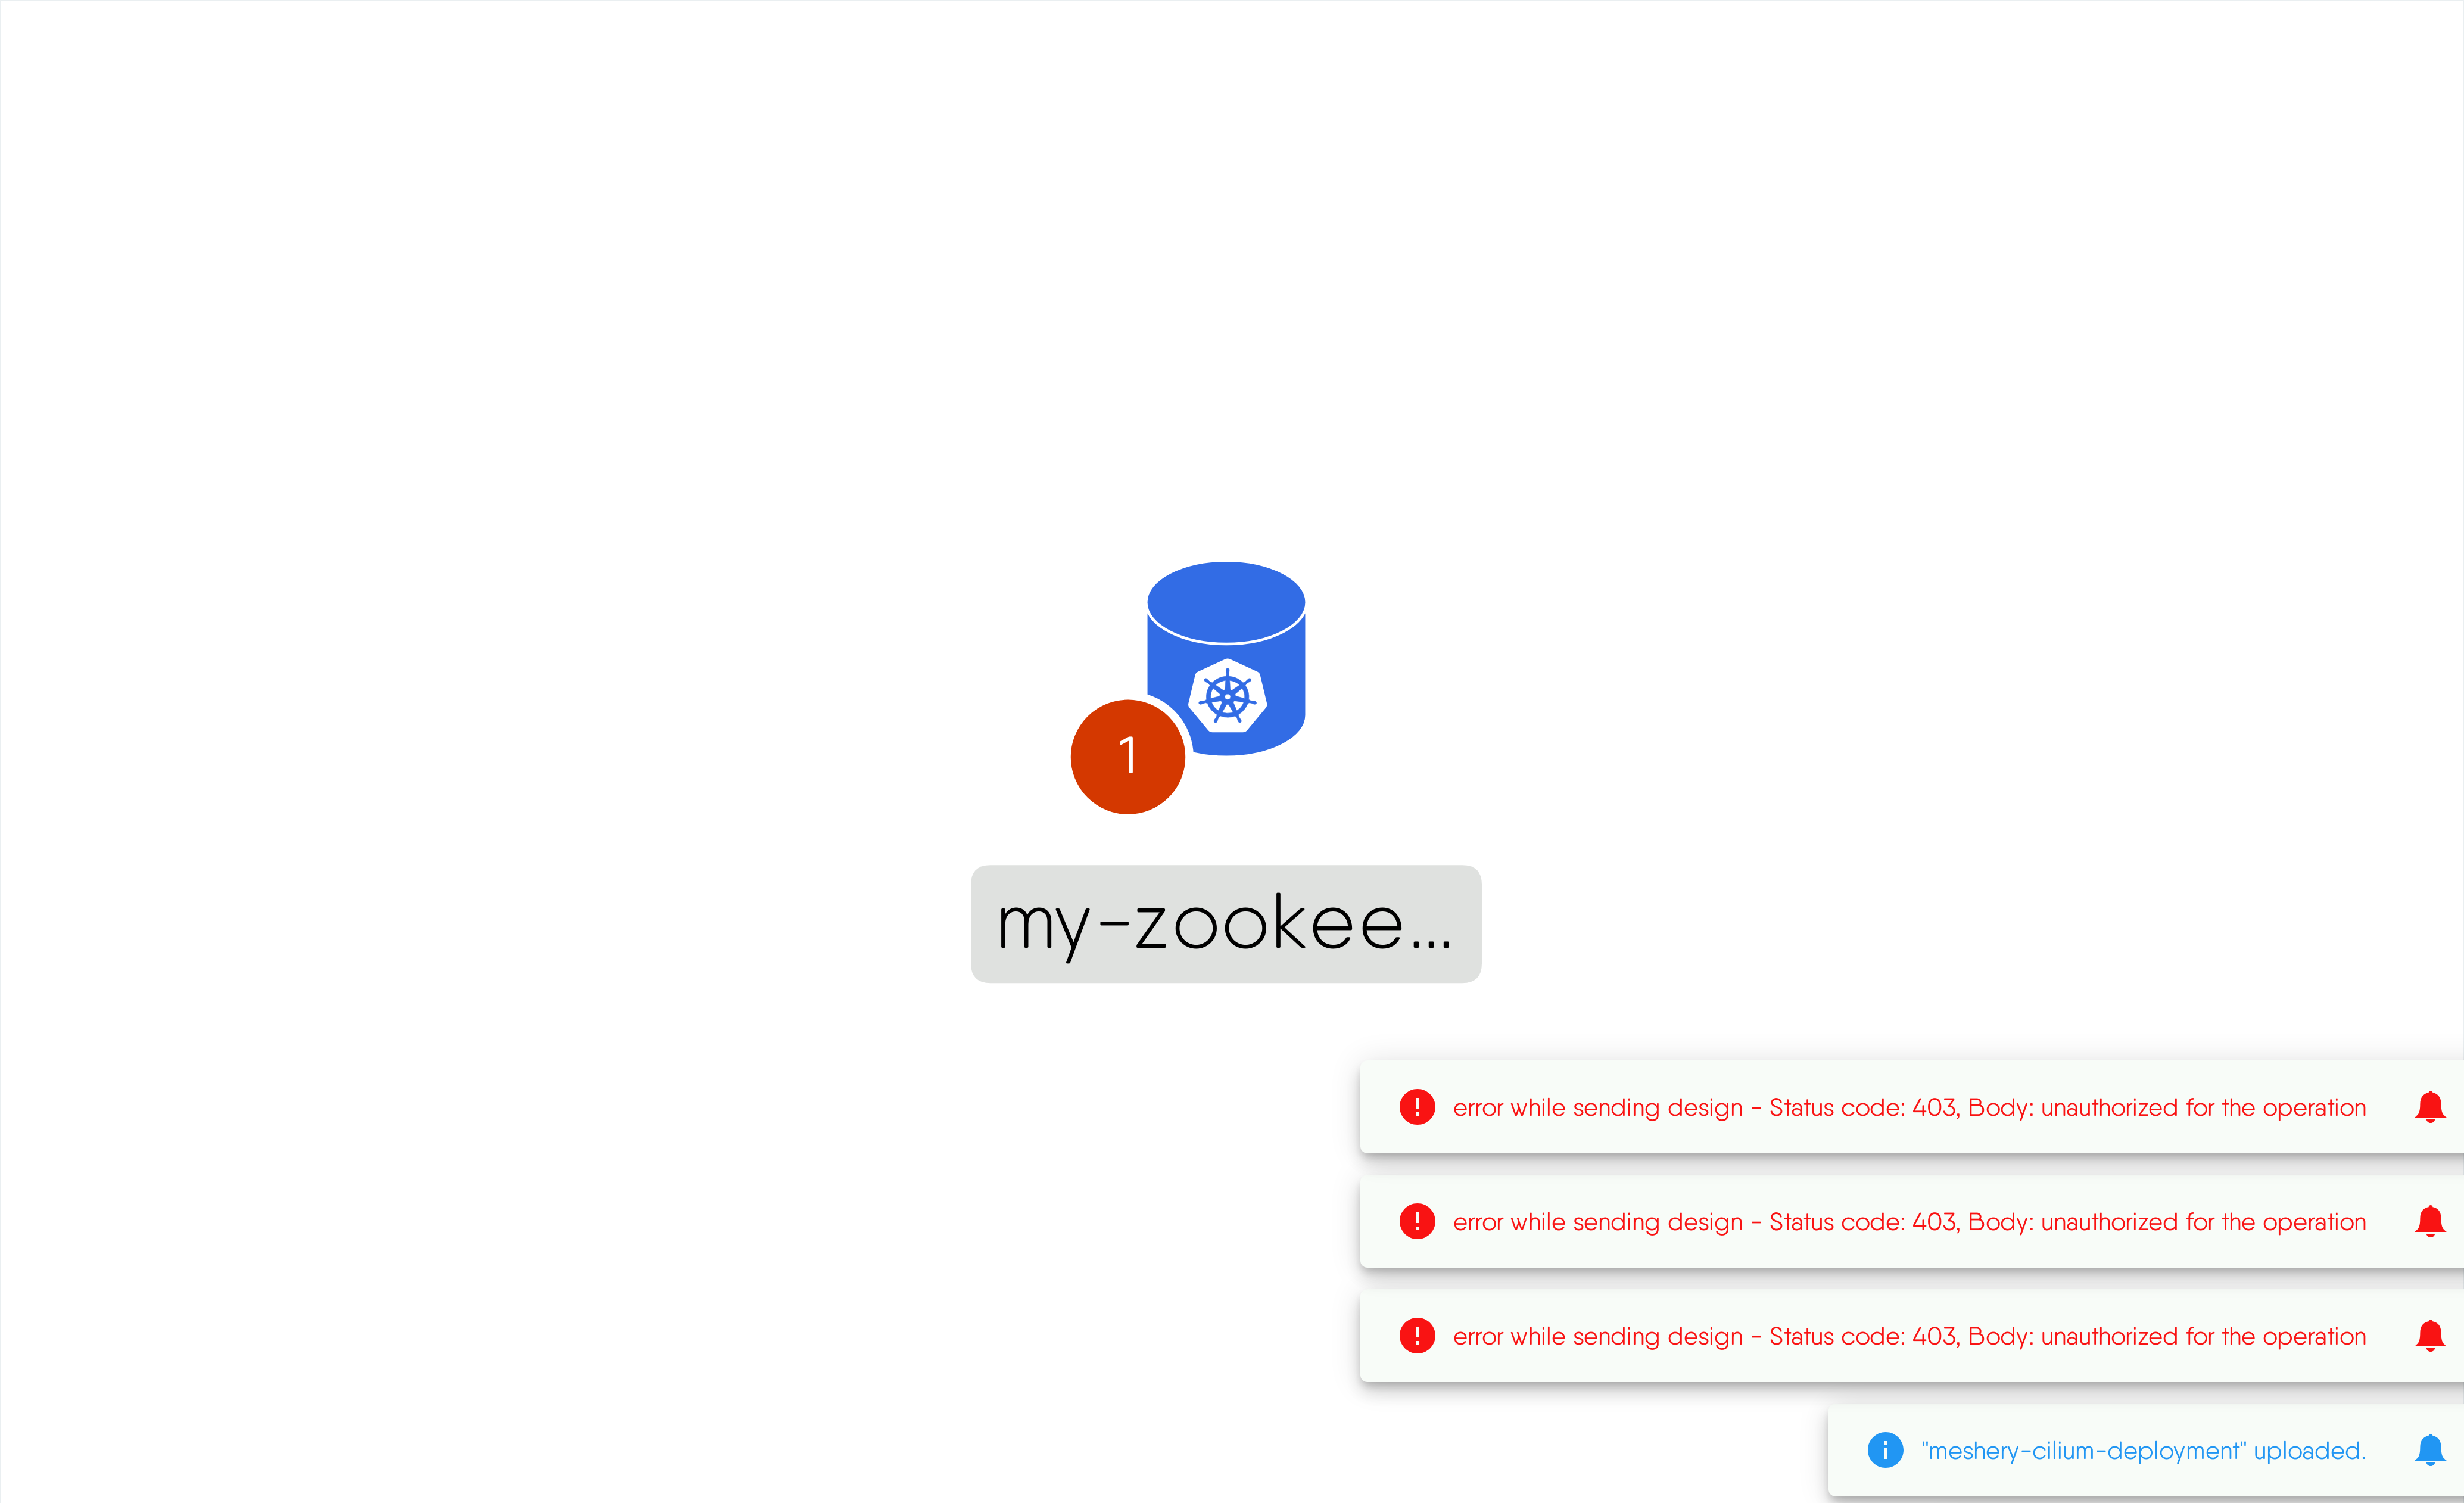 1
my-zookee...
error while sending design - Status code: 403, Body: unauthorized for the operation
error while sending design - Status code: 403, Body: unauthorized for the operation
error while sending design - Status code: 403, Body: unauthorized for the operation
"meshery-cilium-deployment" uploaded.